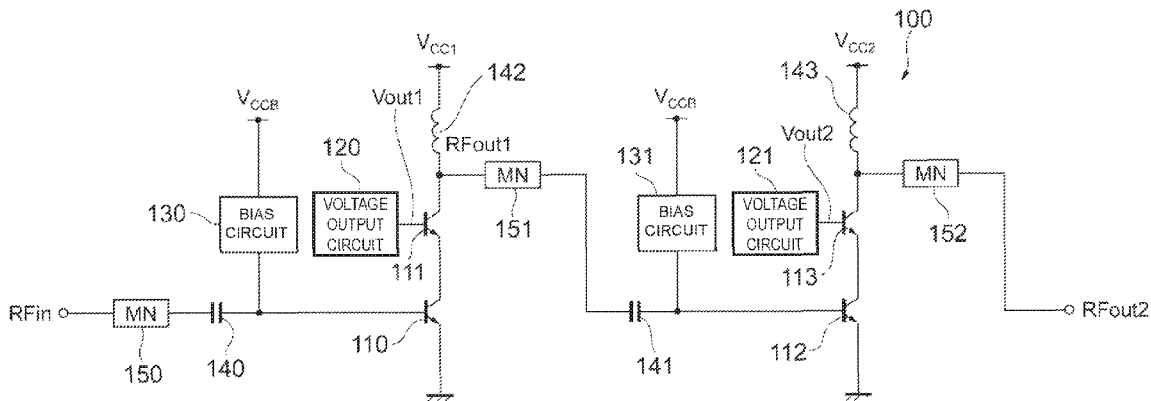 100
V_CC1
V_CC2
142
143
V_CCB
Vout1
V_CCB
Vout2
RFout1
120
131
121
MN
MN
130
BIAS CIRCUIT
VOLTAGE OUTPUT CIRCUIT
151
BIAS CIRCUIT
VOLTAGE OUTPUT CIRCUIT
152
111
113
RFin
MN
RFout2
110
112
150
140
141